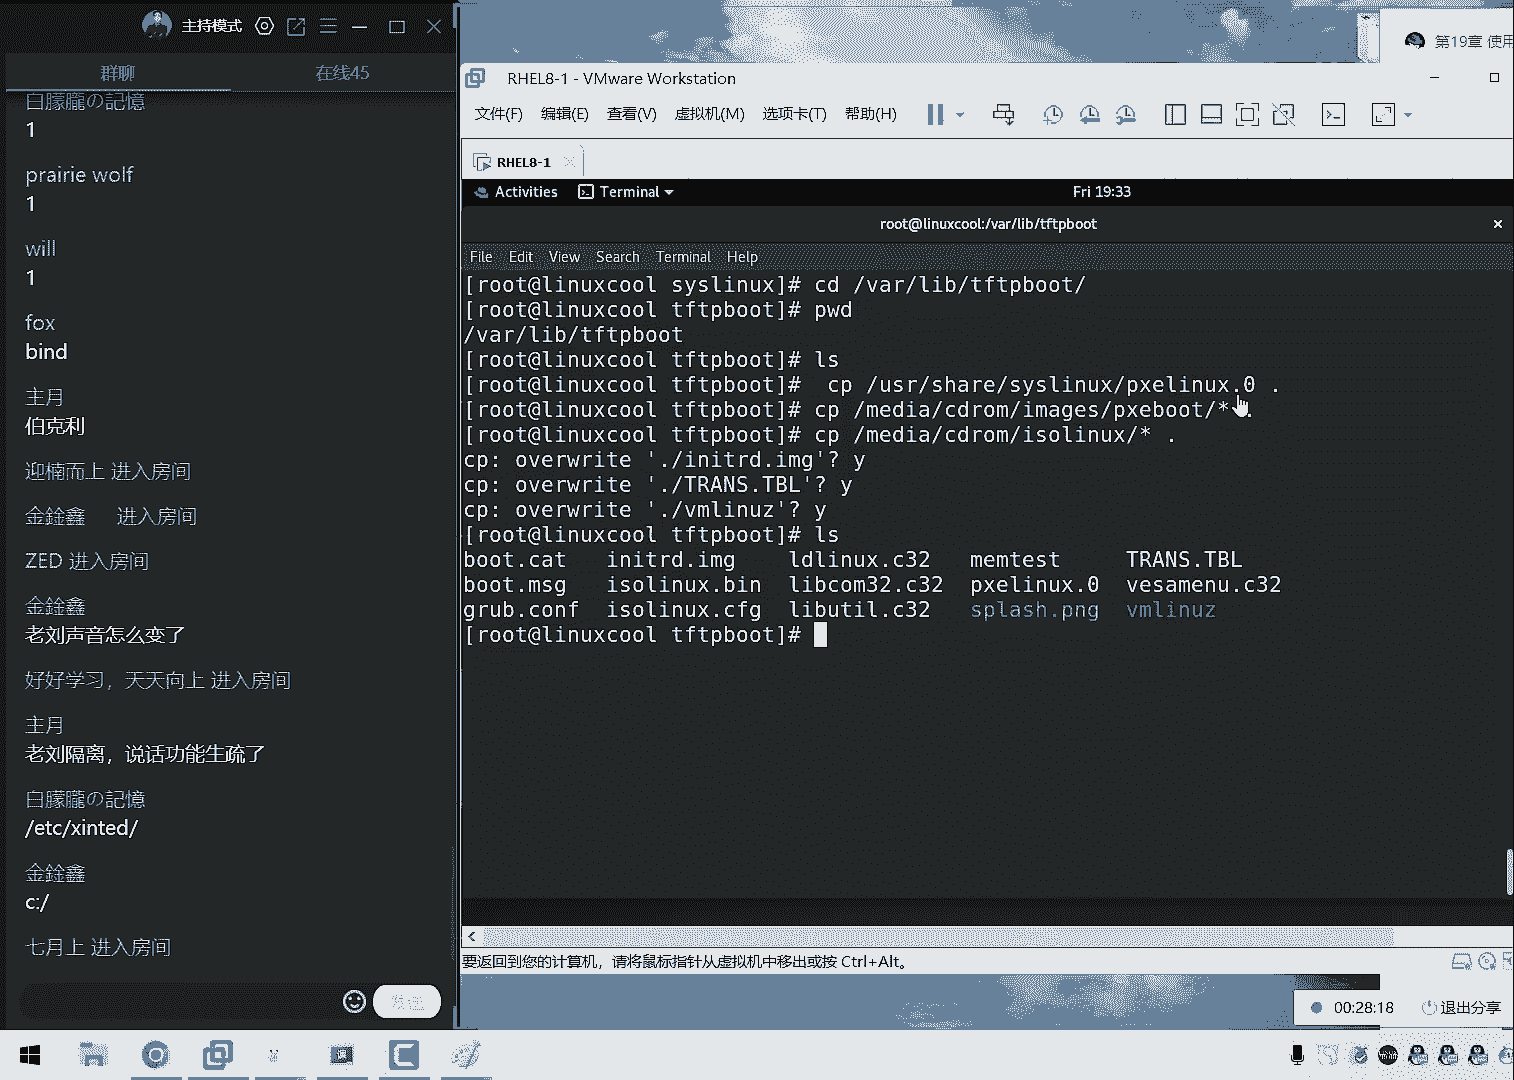 主持模式
群聊
在线45
白朦朧の記憶
1
prairie wolf
1
will
1
fox
bind
主月
伯克利
迎楠而上 进入房间
金銓鑫 进入房间
ZED 进入房间
金銓鑫
老刘声音怎么变了
好好学习，天天向上 进入房间
主月
老刘隔离，说话功能生疏了
白朦朧の記憶
/etc/xinted/
金銓鑫
c:/
七月上 进入房间
第19章 使用
RHEL8-1 - VMware Workstation
文件(F) 编辑(E) 查看(V) 虚拟机(M) 选项卡(T) 帮助(H)
RHEL8-1
Activities Terminal Fri 19:33
root@linuxcool:/var/lib/tftpboot
File Edit View Search Terminal Help
[root@linuxcool syslinux]# cd /var/lib/tftpboot/
[root@linuxcool tftpboot]# pwd
/var/lib/tftpboot
[root@linuxcool tftpboot]# ls
[root@linuxcool tftpboot]#  cp /usr/share/syslinux/pxelinux.0 .
[root@linuxcool tftpboot]# cp /media/cdrom/images/pxeboot/* .
[root@linuxcool tftpboot]# cp /media/cdrom/isolinux/* .
cp: overwrite './initrd.img'? y
cp: overwrite './TRANS.TBL'? y
cp: overwrite './vmlinuz'? y
[root@linuxcool tftpboot]# ls
boot.cat initrd.img ldlinux.c32 memtest TRANS.TBL
boot.msg isolinux.bin libcom32.c32 pxelinux.0 vesamenu.c32
grub.conf isolinux.cfg libutil.c32 splash.png vmlinuz
[root@linuxcool tftpboot]#
要返回到您的计算机，请将鼠标指针从虚拟机中移出或按 Ctrl+Alt。
00:28:18 退出分享